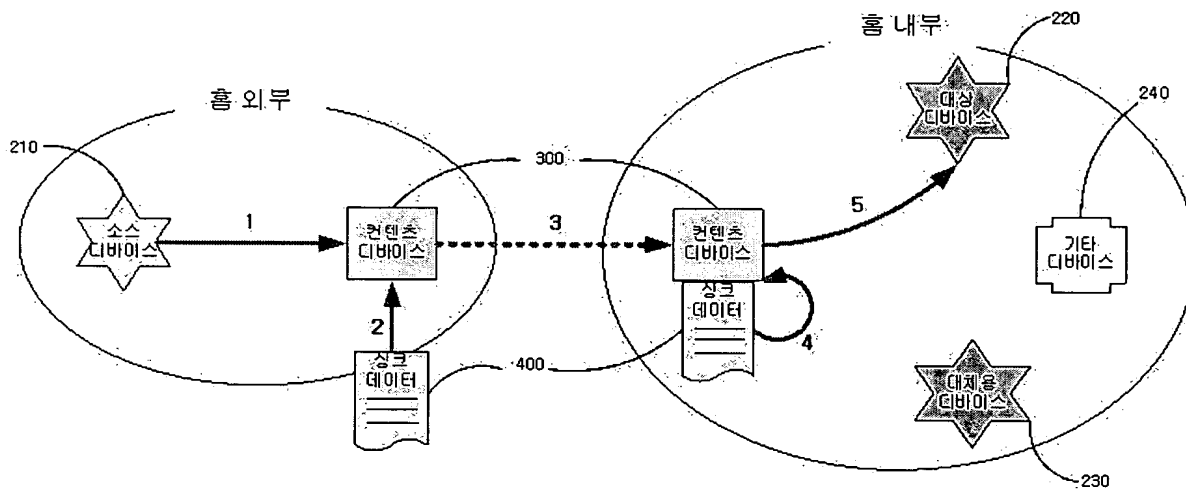 홈 내부
220
대상
디바이스
240
홈 외부
210
300
소스
디바이스
1
컨텐츠
디바이스
3
컨텐츠
디바이스
5
기타
디바이스
2
싱크
데이터
4
싱크
데이터
400
대체용
디바이스
230